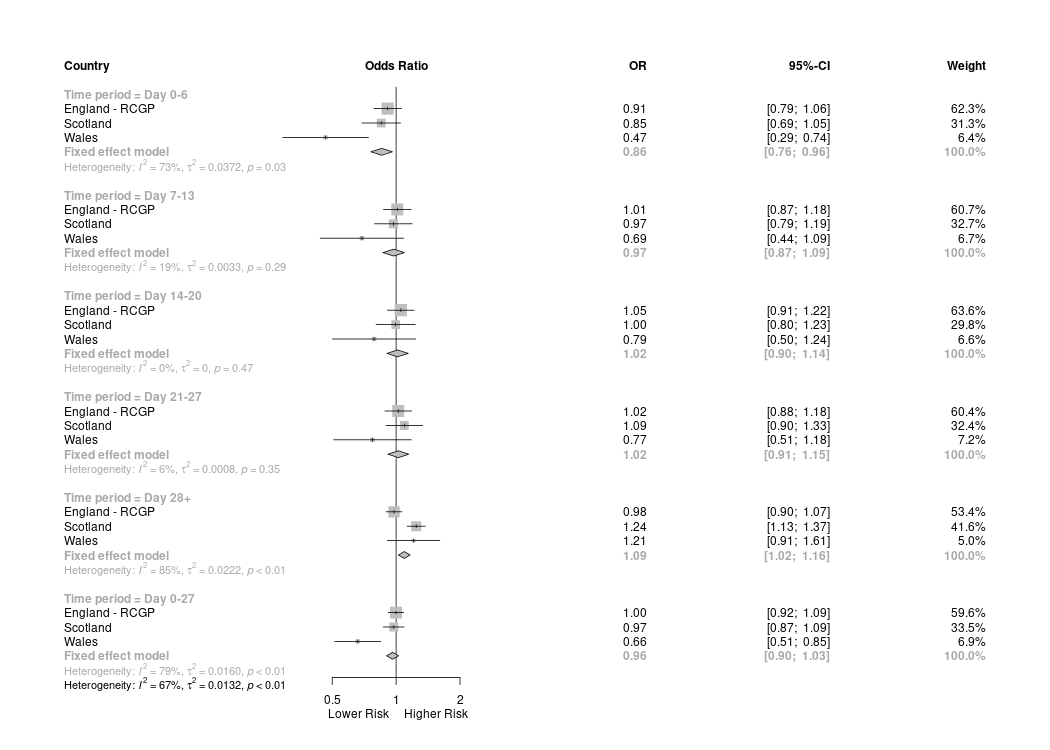 Country Odds Ratio OR 95%-CI Weight
Time period = Day 0-6
England - RCGP 0.91 [0.79; 1.06] 62.3%
Scotland 0.85 [0.69; 1.05] 31.3%
Wales 0.47 [0.29; 0.74] 6.4%
Fixed effect model 0.86 [0.76; 0.96] 100.0%
Heterogeneity: I² = 73%, τ² = 0.0372, p = 0.03
Time period = Day 7-13
England - RCGP 1.01 [0.87; 1.18] 60.7%
Scotland 0.97 [0.79; 1.19] 32.7%
Wales 0.69 [0.44; 1.09] 6.7%
Fixed effect model 0.97 [0.87; 1.09] 100.0%
Heterogeneity: I² = 19%, τ² = 0.0033, p = 0.29
Time period = Day 14-20
England - RCGP 1.05 [0.91; 1.22] 63.6%
Scotland 1.00 [0.80; 1.23] 29.8%
Wales 0.79 [0.50; 1.24] 6.6%
Fixed effect model 1.02 [0.90; 1.14] 100.0%
Heterogeneity: I² = 0%, τ² = 0, p = 0.47
Time period = Day 21-27
England - RCGP 1.02 [0.88; 1.18] 60.4%
Scotland 1.09 [0.90; 1.33] 32.4%
Wales 0.77 [0.51; 1.18] 7.2%
Fixed effect model 1.02 [0.91; 1.15] 100.0%
Heterogeneity: I² = 6%, τ² = 0.0008, p = 0.35
Time period = Day 28+
England - RCGP 0.98 [0.90; 1.07] 53.4%
Scotland 1.24 [1.13; 1.37] 41.6%
Wales 1.21 [0.91; 1.61] 5.0%
Fixed effect model 1.09 [1.02; 1.16] 100.0%
Heterogeneity: I² = 85%, τ² = 0.0222, p < 0.01
Time period = Day 0-27
England - RCGP 1.00 [0.92; 1.09] 59.6%
Scotland 0.97 [0.87; 1.09] 33.5%
Wales 0.66 [0.51; 0.85] 6.9%
Fixed effect model 0.96 [0.90; 1.03] 100.0%
Heterogeneity: I² = 79%, τ² = 0.0160, p < 0.01
Heterogeneity: I² = 67%, τ² = 0.0132, p < 0.01
0.5 1 2
Lower Risk Higher Risk